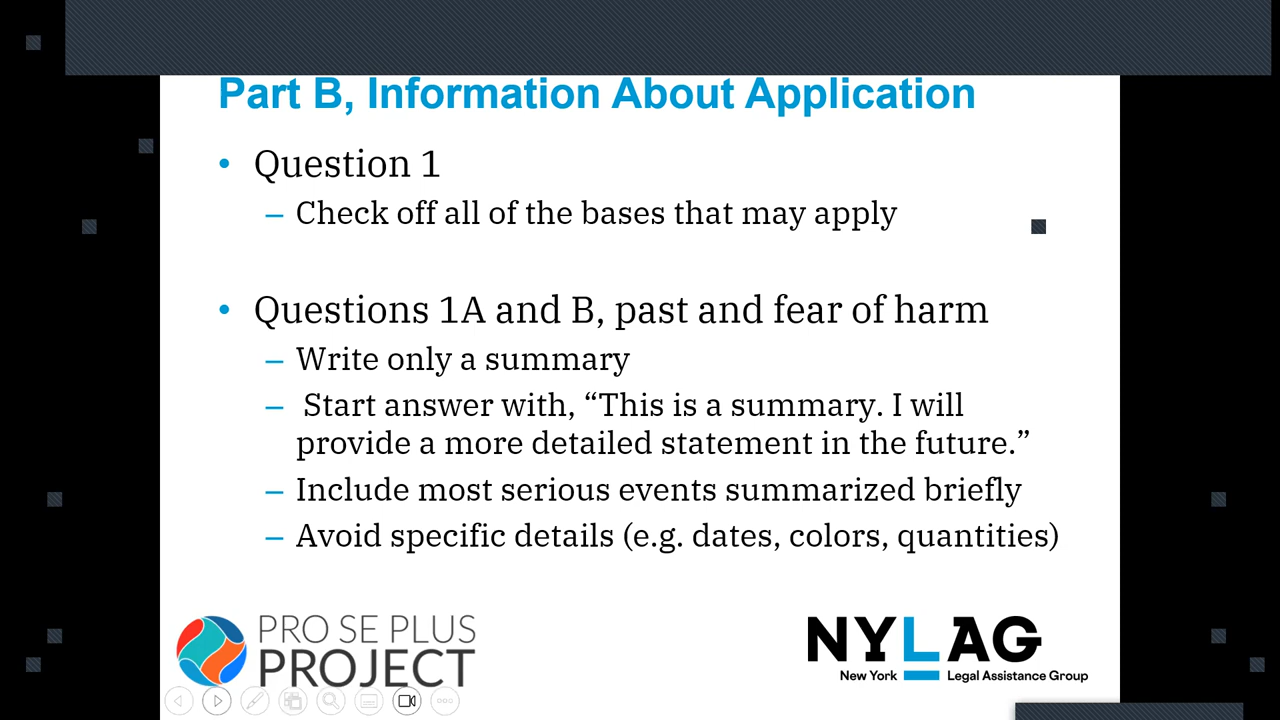 Part B, Information About Application
• Question 1
– Check off all of the bases that may apply
• Questions 1A and B, past and fear of harm
– Write only a summary
– Start answer with, “This is a summary. I will
provide a more detailed statement in the future.”
– Include most serious events summarized briefly
– Avoid specific details (e.g. dates, colors, quantities)
PRO SE PLUS
PROJECT
NYLAG
New York Legal Assistance Group